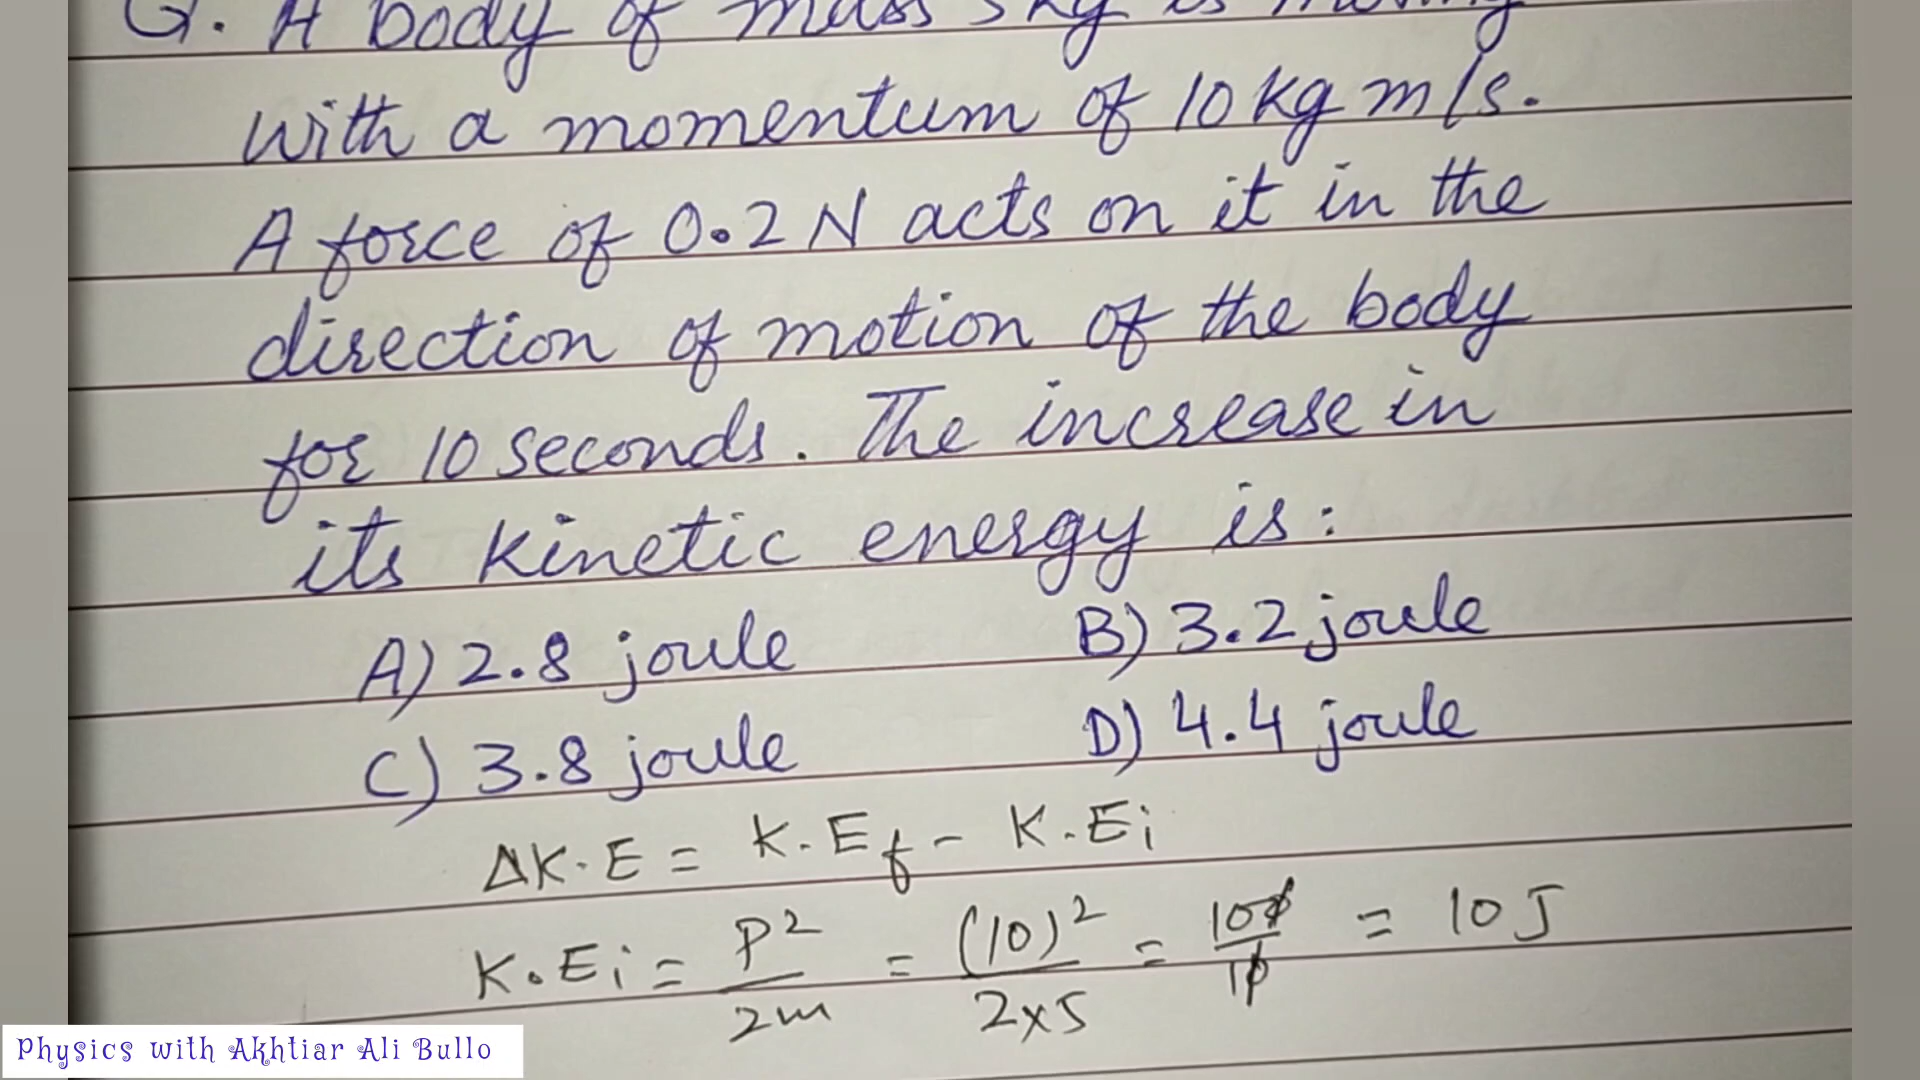 Q. A body of mass 5 kg is moving
with a momentum of 10 kg m/s.
A force of 0.2 N acts on it in the
direction of motion of the body
for 10 seconds. The increase in
its kinetic energy is:
A) 2.8 joule B) 3.2 joule
C) 3.8 joule D) 4.4 joule
ΔK.E = K.Ef - K.Ei
K.Ei = P²/2m = (10)²/2x5 = 100/10 = 10 J
Physics with Akhtiar Ali Bullo